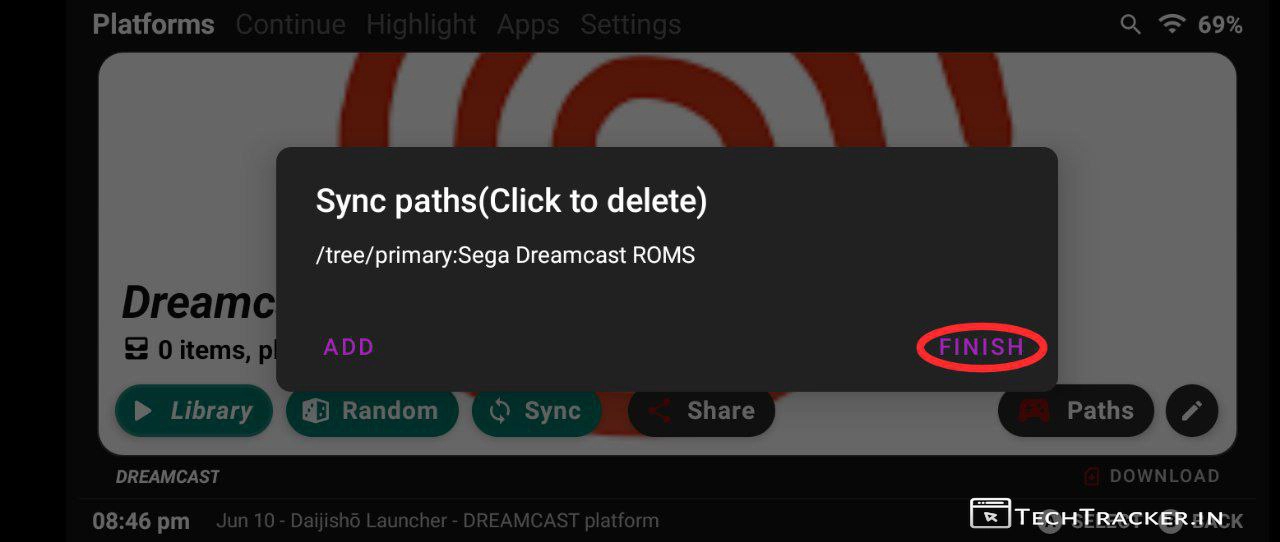 Platforms Continue Highlight Apps Settings 69%
Sync paths(Click to delete)
/tree/primary:Sega Dreamcast ROMS
Dreamc
0 items, pl
ADD FINISH
Library Random Sync Share Paths
DREAMCAST DOWNLOAD
08:46 pm Jun 10 - Daijishō Launcher - DREAMCAST platform SELECT BACK
TECHTRACKER.IN